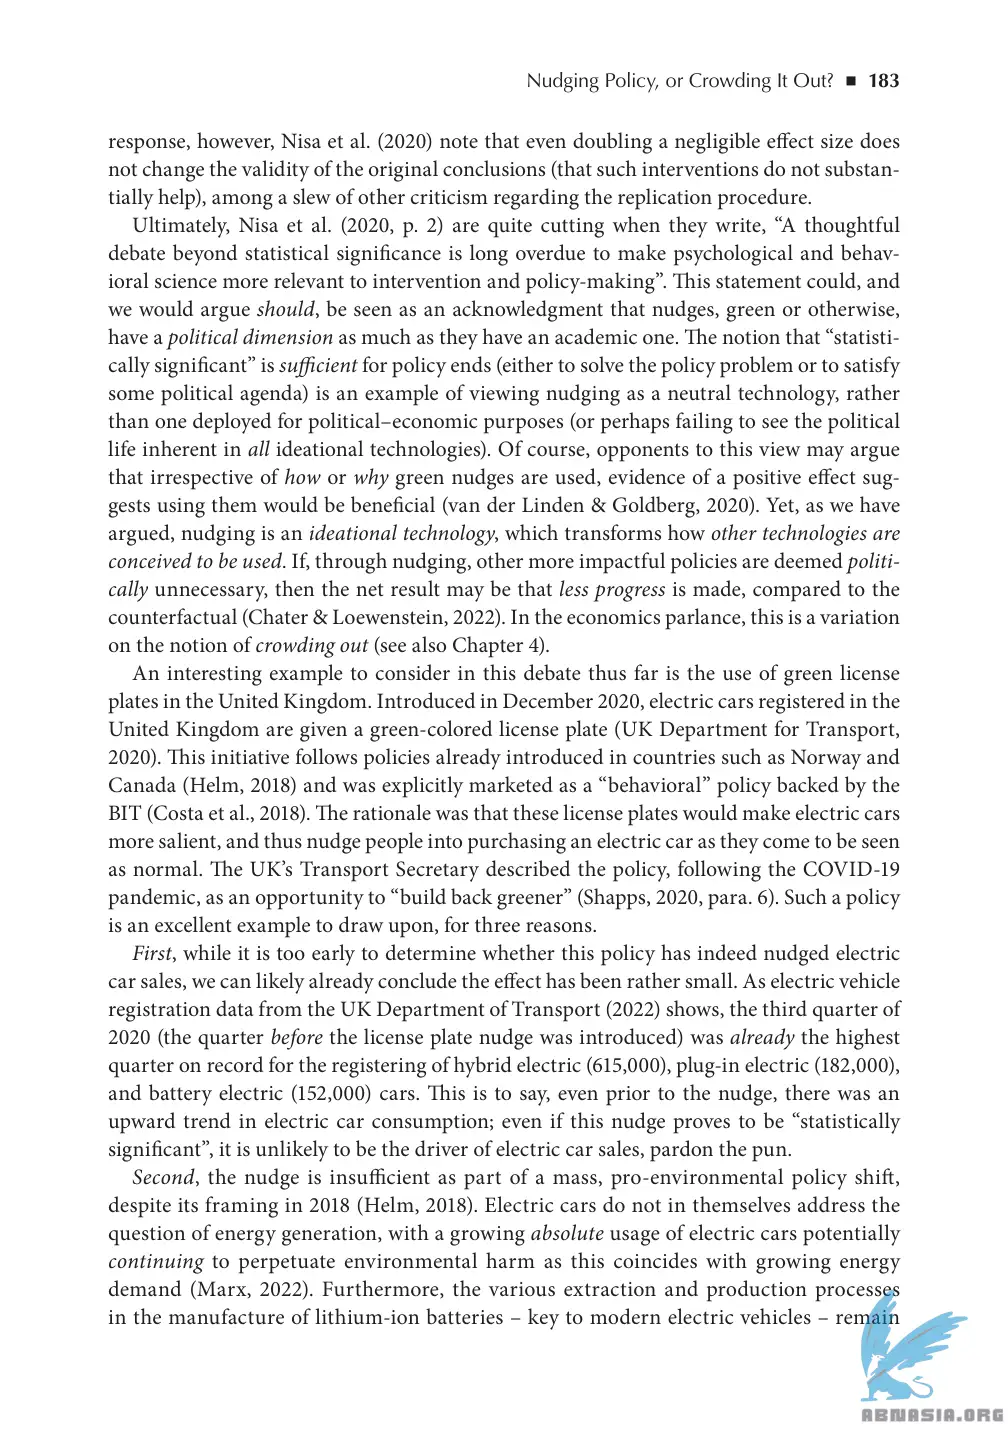 Nudging Policy, or Crowding It Out? ■ 183
response, however, Nisa et al. (2020) note that even doubling a negligible effect size does
not change the validity of the original conclusions (that such interventions do not substan-
tially help), among a slew of other criticism regarding the replication procedure.
Ultimately, Nisa et al. (2020, p. 2) are quite cutting when they write, “A thoughtful
debate beyond statistical significance is long overdue to make psychological and behav-
ioral science more relevant to intervention and policy-making”. This statement could, and
we would argue should, be seen as an acknowledgment that nudges, green or otherwise,
have a political dimension as much as they have an academic one. The notion that “statisti-
cally significant” is sufficient for policy ends (either to solve the policy problem or to satisfy
some political agenda) is an example of viewing nudging as a neutral technology, rather
than one deployed for political–economic purposes (or perhaps failing to see the political
life inherent in all ideational technologies). Of course, opponents to this view may argue
that irrespective of how or why green nudges are used, evidence of a positive effect sug-
gests using them would be beneficial (van der Linden & Goldberg, 2020). Yet, as we have
argued, nudging is an ideational technology, which transforms how other technologies are
conceived to be used. If, through nudging, other more impactful policies are deemed politi-
cally unnecessary, then the net result may be that less progress is made, compared to the
counterfactual (Chater & Loewenstein, 2022). In the economics parlance, this is a variation
on the notion of crowding out (see also Chapter 4).
An interesting example to consider in this debate thus far is the use of green license
plates in the United Kingdom. Introduced in December 2020, electric cars registered in the
United Kingdom are given a green-colored license plate (UK Department for Transport,
2020). This initiative follows policies already introduced in countries such as Norway and
Canada (Helm, 2018) and was explicitly marketed as a “behavioral” policy backed by the
BIT (Costa et al., 2018). The rationale was that these license plates would make electric cars
more salient, and thus nudge people into purchasing an electric car as they come to be seen
as normal. The UK’s Transport Secretary described the policy, following the COVID-19
pandemic, as an opportunity to “build back greener” (Shapps, 2020, para. 6). Such a policy
is an excellent example to draw upon, for three reasons.
First, while it is too early to determine whether this policy has indeed nudged electric
car sales, we can likely already conclude the effect has been rather small. As electric vehicle
registration data from the UK Department of Transport (2022) shows, the third quarter of
2020 (the quarter before the license plate nudge was introduced) was already the highest
quarter on record for the registering of hybrid electric (615,000), plug-in electric (182,000),
and battery electric (152,000) cars. This is to say, even prior to the nudge, there was an
upward trend in electric car consumption; even if this nudge proves to be “statistically
significant”, it is unlikely to be the driver of electric car sales, pardon the pun.
Second, the nudge is insufficient as part of a mass, pro-environmental policy shift,
despite its framing in 2018 (Helm, 2018). Electric cars do not in themselves address the
question of energy generation, with a growing absolute usage of electric cars potentially
continuing to perpetuate environmental harm as this coincides with growing energy
demand (Marx, 2022). Furthermore, the various extraction and production processes
in the manufacture of lithium-ion batteries – key to modern electric vehicles – remain
ABNASIA.ORG